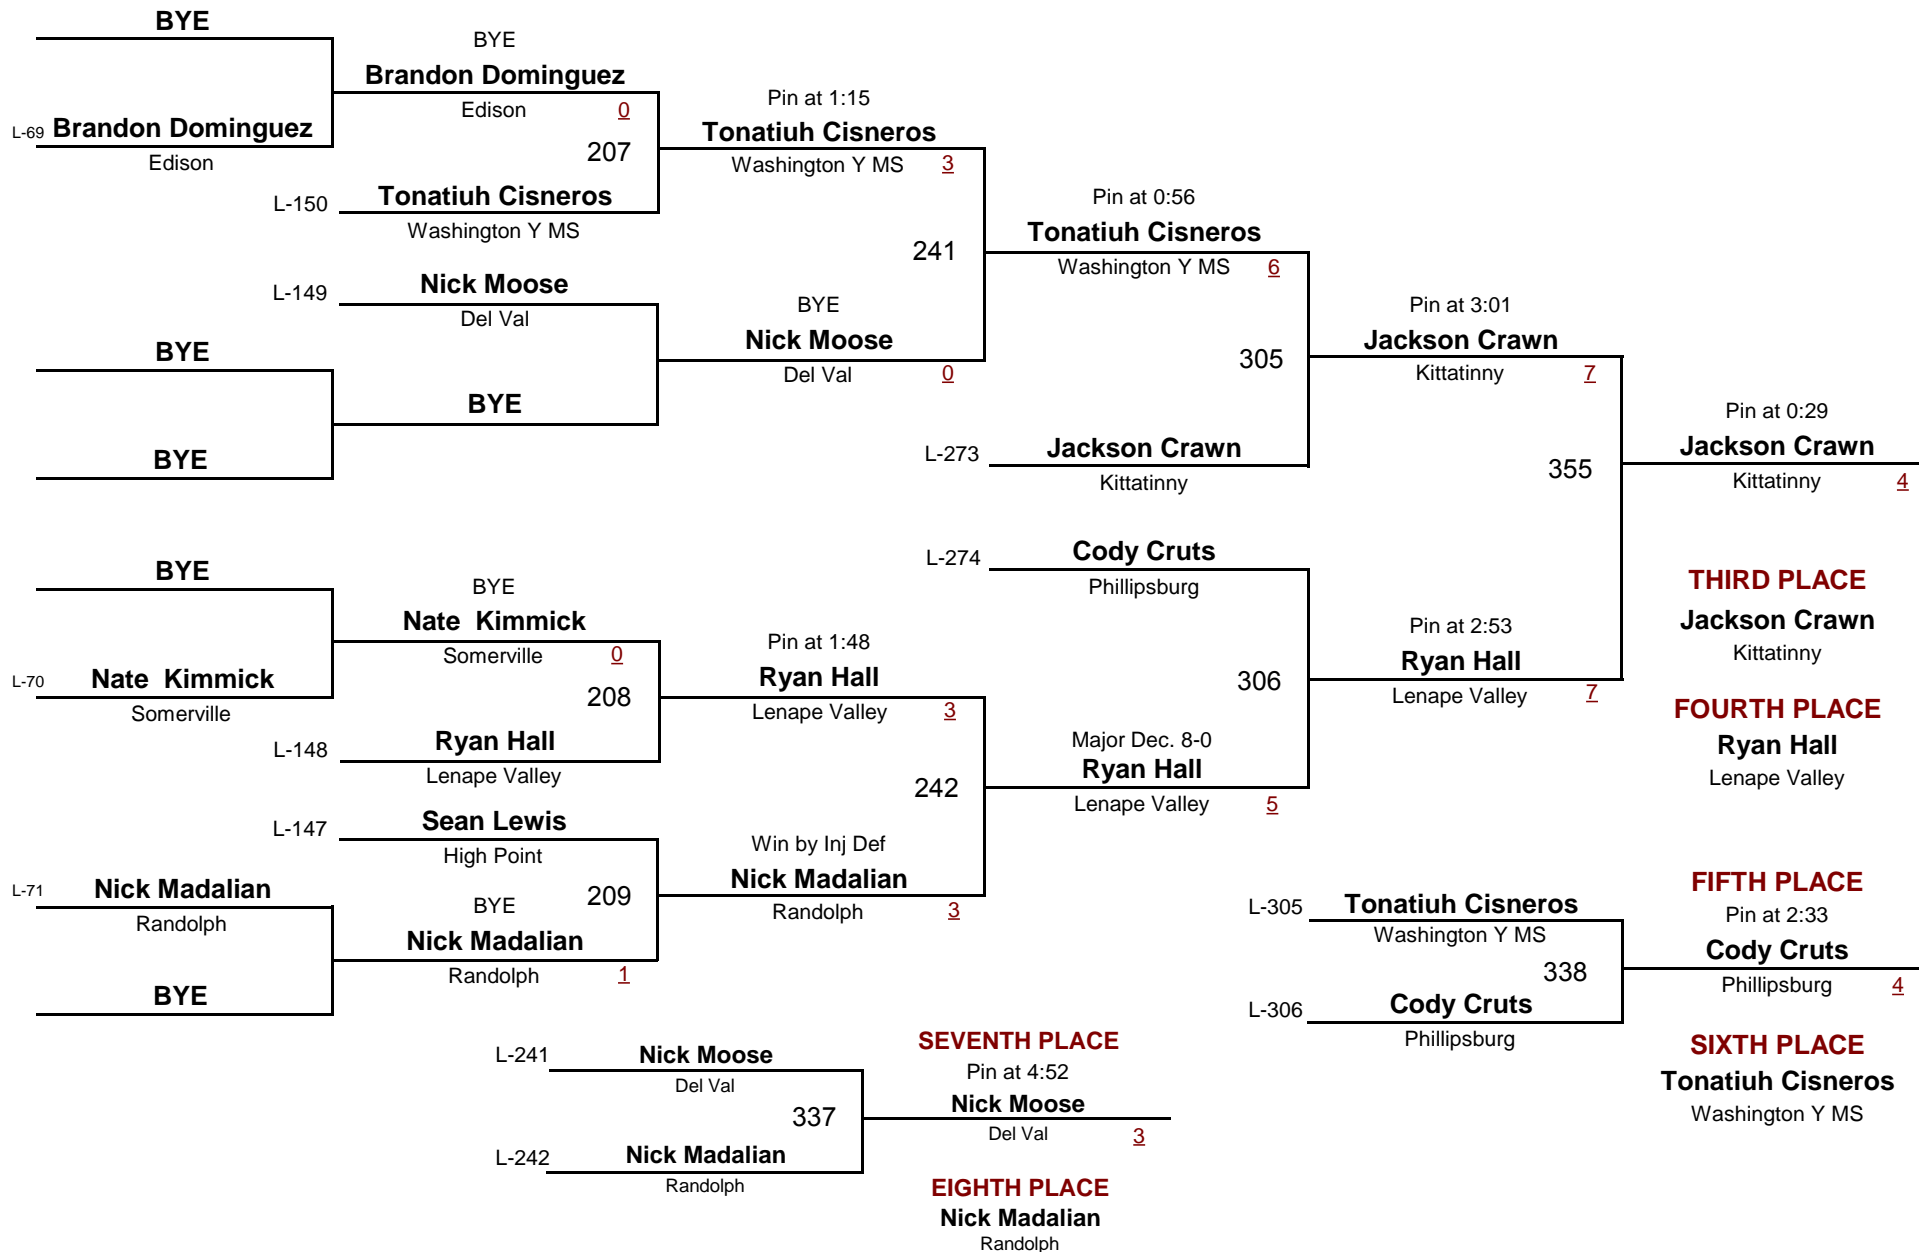 BYE
BYE
Brandon Dominguez
Edison 0
L-69 Brandon Dominguez
Edison
207
Pin at 1:15
Tonatiuh Cisneros
Washington Y MS 3
L-150 Tonatiuh Cisneros
Washington Y MS
241
Pin at 0:56
Tonatiuh Cisneros
Washington Y MS 6
L-149 Nick Moose
Del Val
BYE
Nick Moose
Del Val 0
BYE
BYE
BYE
305
Pin at 3:01
Jackson Crawn
Kittatinny 7
L-273 Jackson Crawn
Kittatinny
355
Pin at 0:29
Jackson Crawn
Kittatinny 4
BYE
BYE
Nate  Kimmick
Somerville 0
L-70 Nate  Kimmick
Somerville
208
Pin at 1:48
Ryan Hall
Lenape Valley 3
L-148 Ryan Hall
Lenape Valley
L-274 Cody Cruts
Phillipsburg
306
Pin at 2:53
Ryan Hall
Lenape Valley 7
THIRD PLACE
Jackson Crawn
Kittatinny
FOURTH PLACE
Ryan Hall
Lenape Valley
242
Major Dec. 8-0
Ryan Hall
Lenape Valley 5
L-147 Sean Lewis
High Point
209
Win by Inj Def
Nick Madalian
Randolph 3
L-71 Nick Madalian
Randolph
BYE
Nick Madalian
Randolph 1
BYE
L-305 Tonatiuh Cisneros
Washington Y MS
338
L-306 Cody Cruts
Phillipsburg
FIFTH PLACE
Pin at 2:33
Cody Cruts
Phillipsburg 4
SIXTH PLACE
Tonatiuh Cisneros
Washington Y MS
L-241 Nick Moose
Del Val
337
L-242 Nick Madalian
Randolph
SEVENTH PLACE
Pin at 4:52
Nick Moose
Del Val 3
EIGHTH PLACE
Nick Madalian
Randolph